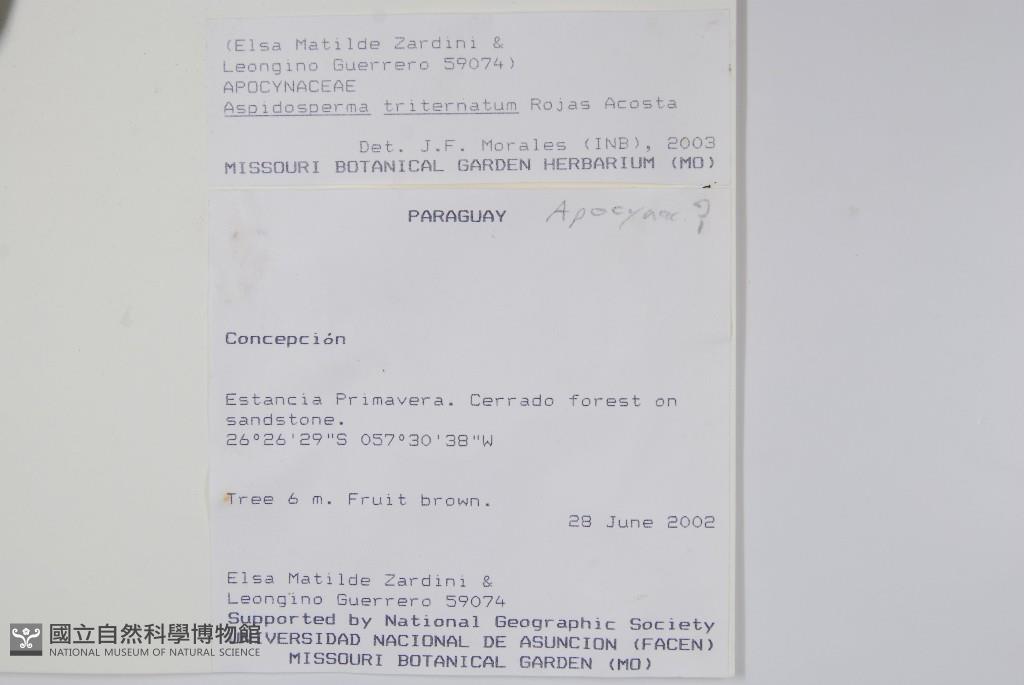 (Elsa Matilde Zardini &
Leongino Guerrero 59074)
APOCYNACEAE
Aspidosperma triternatum Rojas Acosta
Det. J.F. Morales (INB), 2003
MISSOURI BOTANICAL GARDEN HERBARIUM (MO)
PARAGUAY Apocynac. ?
Concepción
Estancia Primavera. Cerrado forest on
sandstone.
26°26'29"S 057°30'38"W
Tree 6 m. Fruit brown.
28 June 2002
Elsa Matilde Zardini &
Leongino Guerrero 59074
Supported by National Geographic Society
UNIVERSIDAD NACIONAL DE ASUNCION (FACEN)
MISSOURI BOTANICAL GARDEN (MO)
國立自然科學博物館
NATIONAL MUSEUM OF NATURAL SCIENCE